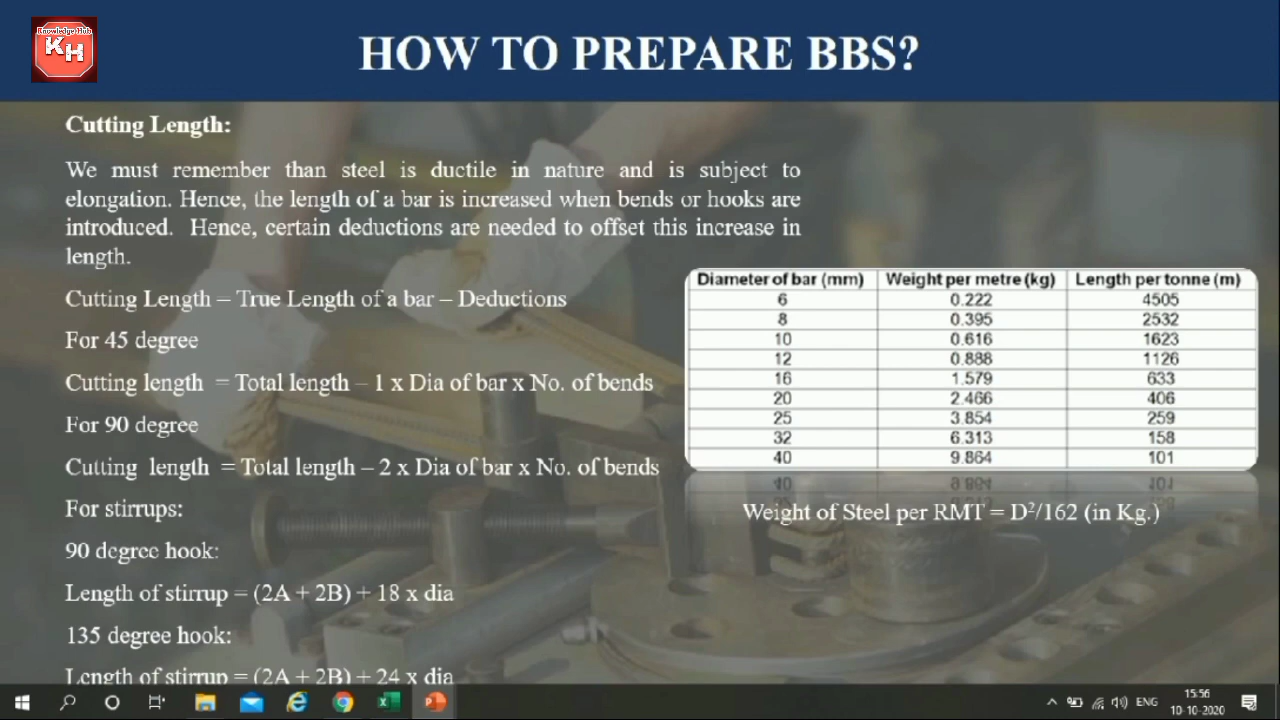 Knowledge Hub
KH
HOW TO PREPARE BBS?
Cutting Length:
We must remember than steel is ductile in nature and is subject to
elongation. Hence, the length of a bar is increased when bends or hooks are
introduced. Hence, certain deductions are needed to offset this increase in
length.
Cutting Length – True Length of a bar – Deductions
For 45 degree
Cutting length = Total length – 1 x Dia of bar x No. of bends
For 90 degree
Cutting length = Total length – 2 x Dia of bar x No. of bends
For stirrups:
90 degree hook:
Length of stirrup = (2A + 2B) + 18 x dia
135 degree hook:
Length of stirrup = (2A + 2B) + 24 x dia
Diameter of bar (mm) Weight per metre (kg) Length per tonne (m)
6 0.222 4505
8 0.395 2532
10 0.616 1623
12 0.888 1126
16 1.579 633
20 2.466 406
25 3.854 259
32 6.313 158
40 9.864 101
Weight of Steel per RMT = D²/162 (in Kg.)
ENG
15:56
10-10-2020